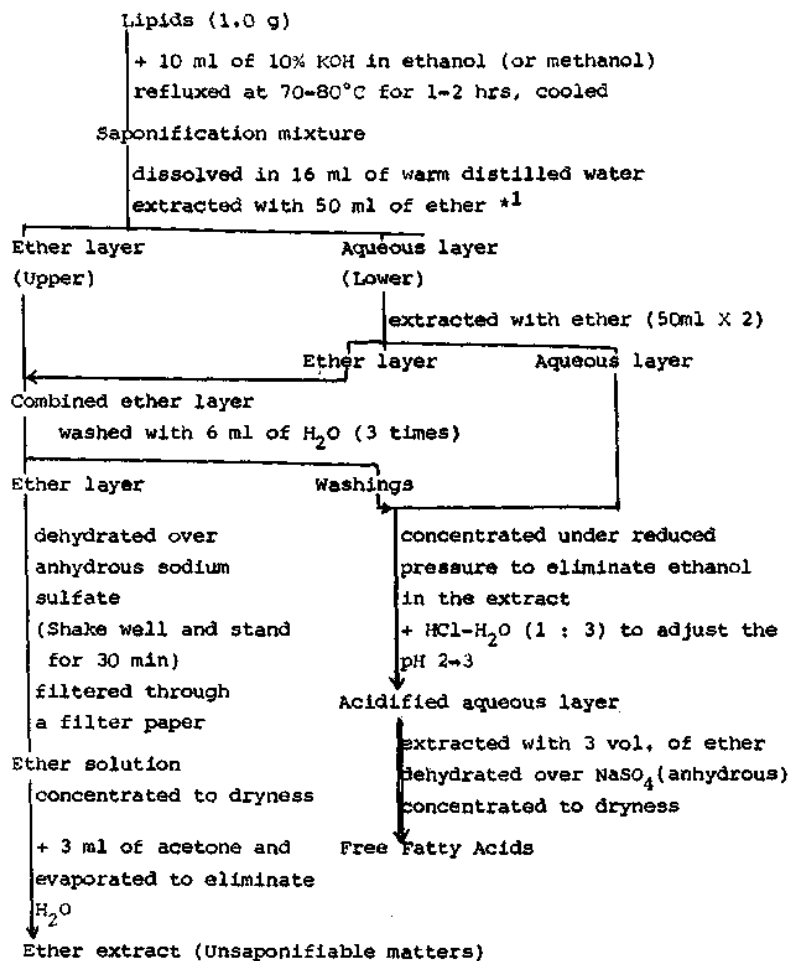 Lipids (1.0 g)
+ 10 ml of 10% KOH in ethanol (or methanol)
refluxed at 70-80°C for 1-2 hrs, cooled
Saponification mixture
dissolved in 16 ml of warm distilled water
extracted with 50 ml of ether *1
Ether layer
(Upper)
Aqueous layer
(Lower)
extracted with ether (50ml X 2)
Ether layer
Aqueous layer
Combined ether layer
washed with 6 ml of H2O (3 times)
Ether layer
Washings
dehydrated over
anhydrous sodium
sulfate
(Shake well and stand
for 30 min)
filtered through
a filter paper
Ether solution
concentrated to dryness
+ 3 ml of acetone and
evaporated to eliminate
H2O
Ether extract (Unsaponifiable matters)
concentrated under reduced
pressure to eliminate ethanol
in the extract
+ HCl-H2O (1 : 3) to adjust the
pH 2-3
Acidified aqueous layer
extracted with 3 vol. of ether
dehydrated over NaSO4(anhydrous)
concentrated to dryness
Free Fatty Acids